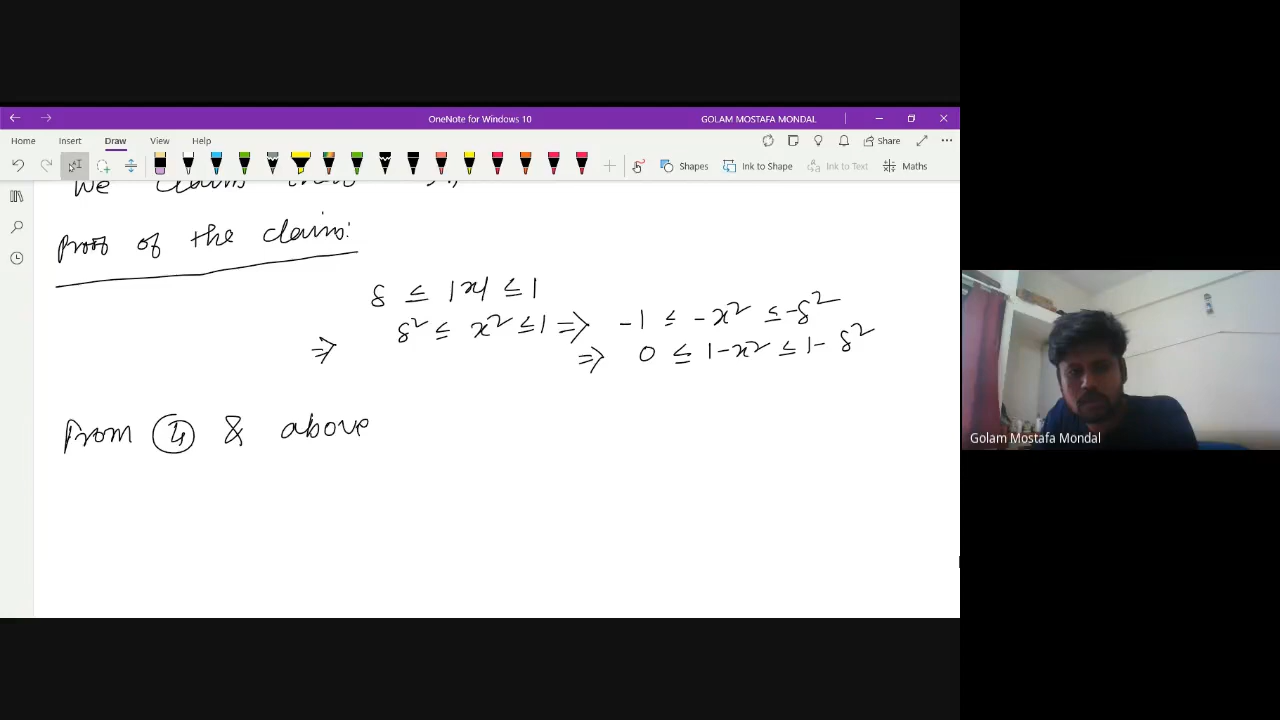 OneNote for Windows 10
GOLAM MOSTAFA MONDAL
Home Insert Draw View Help
Share
Shapes Ink to Shape Ink to Text Maths
We claim
Proof of the claim:
δ ≤ |x| ≤ 1
⇒ δ² ≤ x² ≤ 1 ⇒ -1 ≤ -x² ≤ -δ²
⇒ 0 ≤ 1-x² ≤ 1-δ²
From ④ & above
Golam Mostafa Mondal